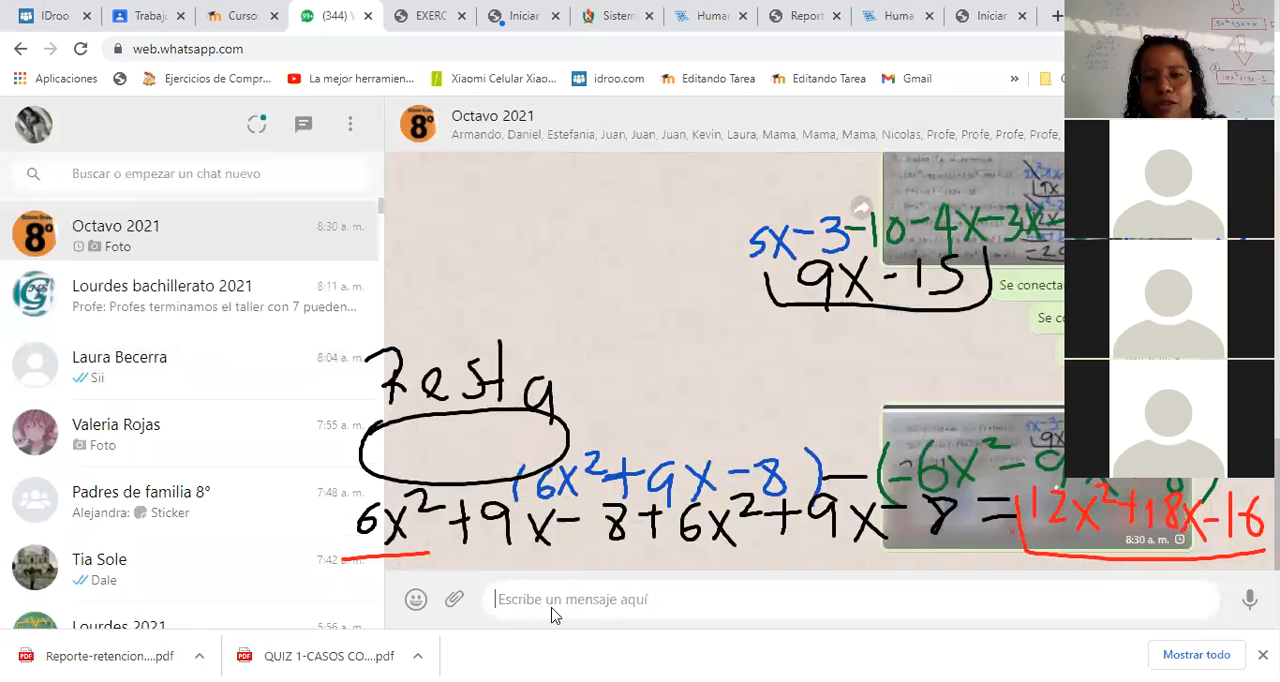 IDroo
Trabajo
Curso:
(344) V
EXERC
Iniciar
Sistem
Humar
Report
Huma
Iniciar
web.whatsapp.com
Aplicaciones
Ejercicios de Compr...
La mejor herramien...
Xiaomi Celular Xiao...
idroo.com
Editando Tarea
Editando Tarea
Gmail
»
Octavo 2021
Armando, Daniel, Estefania, Juan, Juan, Juan, Kevin, Laura, Mama, Mama, Mama, Nicolas, Profe, Profe, Profe, Profe,
Buscar o empezar un chat nuevo
8°
Octavo 2021
8:30 a. m.
Foto
Lourdes bachillerato 2021
8:11 a. m.
Profe: Profes terminamos el taller con 7 pueden...
Laura Becerra
8:04 a. m.
Sii
Valeria Rojas
7:55 a. m.
Foto
Padres de familia 8°
7:48 a. m.
Alejandra: Sticker
Tia Sole
7:42 a. m.
Dale
Lourdes 2021
5:56 a. m.
5x-3-10-4x-3x
9x-15
Se conecta
Se co
Resta
(6x²+9x-8)-(-6x²-9
6x²+9x-8+6x²+9x-8=12x²+18x-16
8:30 a. m.
Escribe un mensaje aquí
Reporte-retencion....pdf
QUIZ 1-CASOS CO....pdf
Mostrar todo